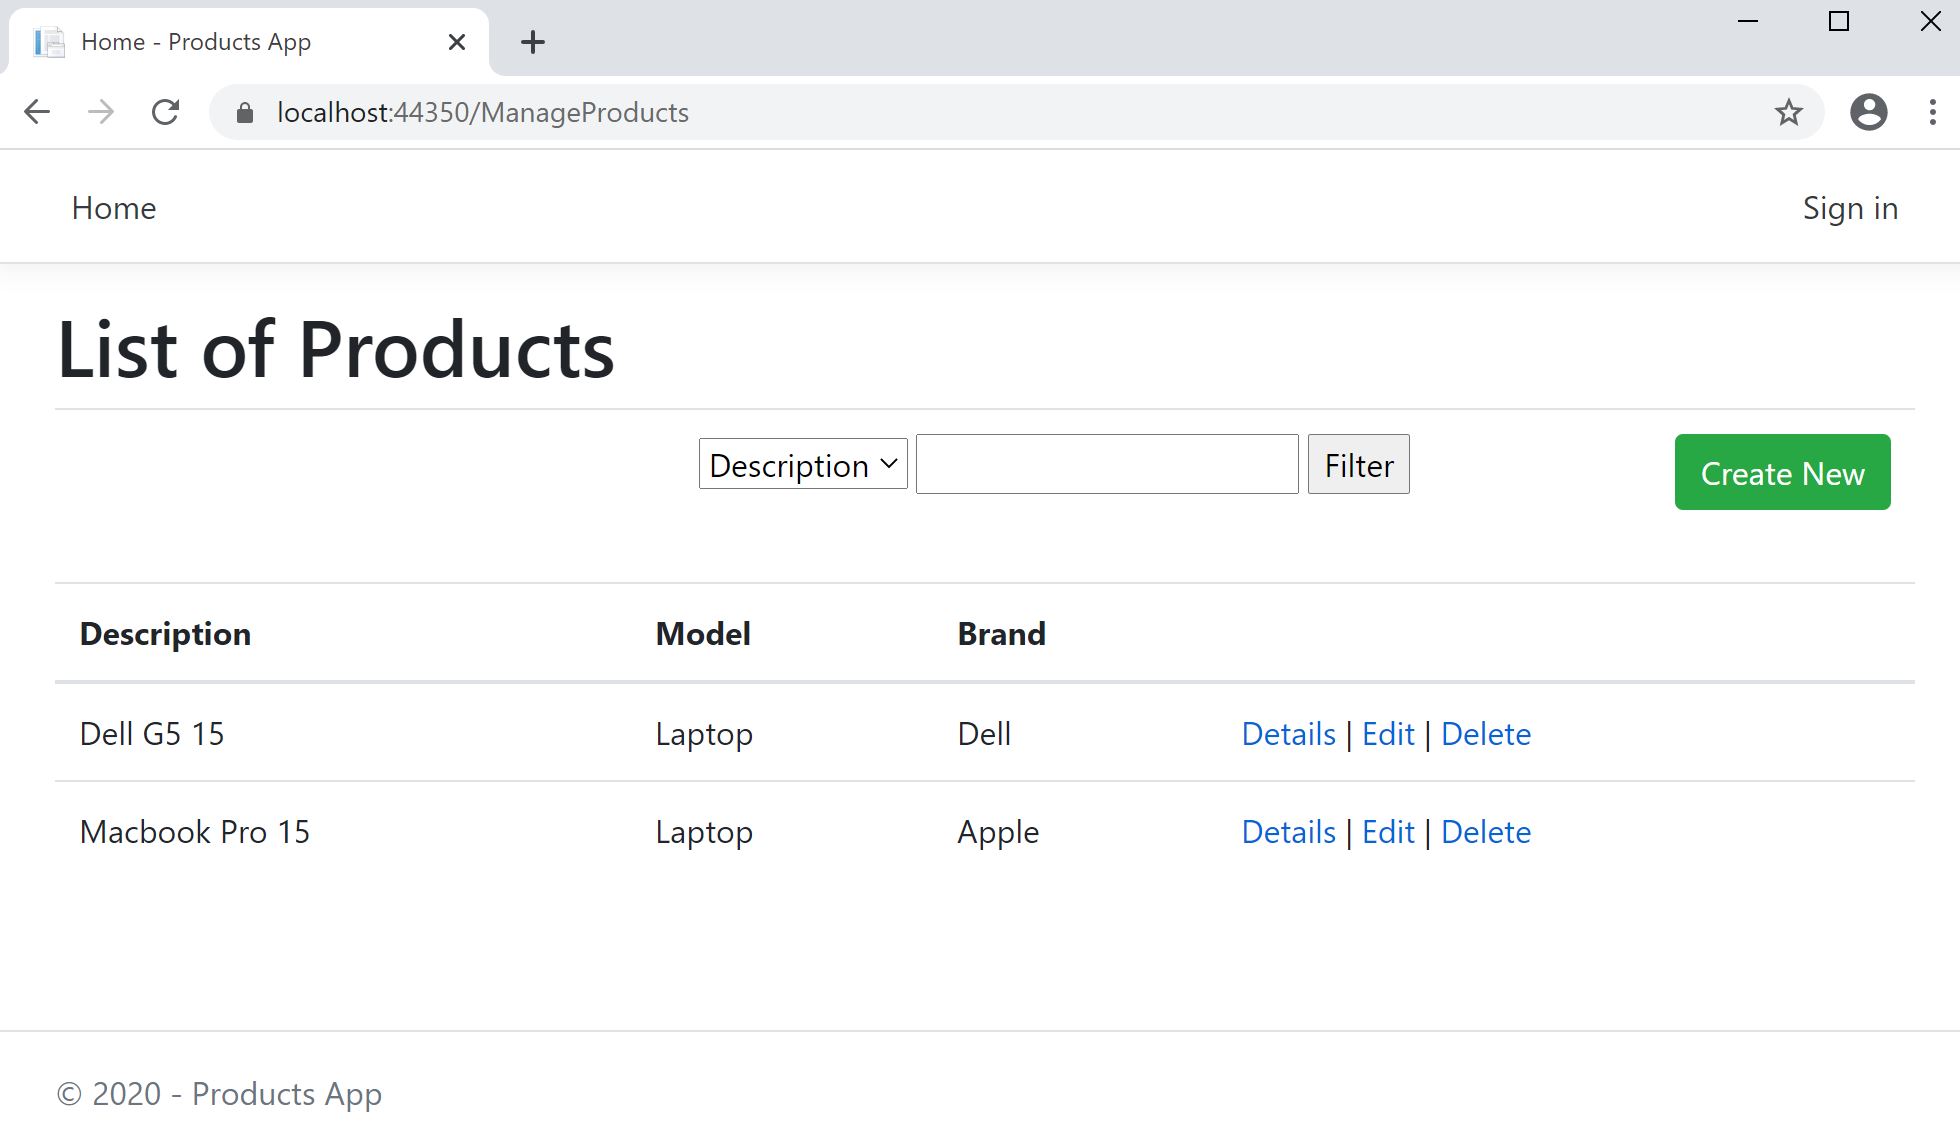 Home - Products App
localhost:44350/ManageProducts
Home Sign in
List of Products
Description Filter Create New
Description Model Brand
Dell G5 15 Laptop Dell Details | Edit | Delete
Macbook Pro 15 Laptop Apple Details | Edit | Delete
© 2020 - Products App